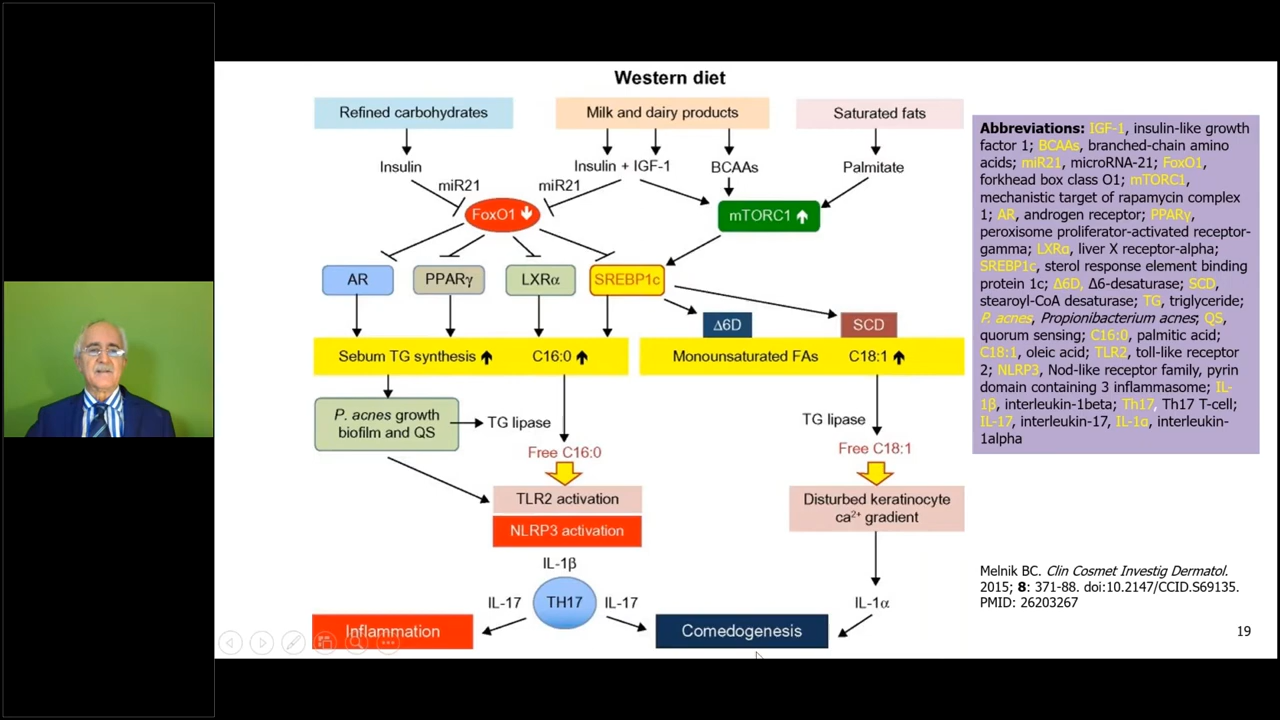 Western diet
Refined carbohydrates
Milk and dairy products
Saturated fats
Insulin
Insulin + IGF-1
BCAAs
Palmitate
miR21
miR21
FoxO1
mTORC1
AR
PPARγ
LXRα
SREBP1c
Δ6D
SCD
Sebum TG synthesis
C16:0
Monounsaturated FAs
C18:1
P. acnes growth
biofilm and QS
TG lipase
TG lipase
Free C16:0
Free C18:1
TLR2 activation
NLRP3 activation
Disturbed keratinocyte
ca²⁺ gradient
IL-1β
IL-17
TH17
IL-17
IL-1α
Inflammation
Comedogenesis
Abbreviations: IGF-1, insulin-like growth
factor 1; BCAAs, branched-chain amino
acids; miR21, microRNA-21; FoxO1,
forkhead box class O1; mTORC1,
mechanistic target of rapamycin complex
1; AR, androgen receptor; PPARγ,
peroxisome proliferator-activated receptor-
gamma; LXRα, liver X receptor-alpha;
SREBP1c, sterol response element binding
protein 1c; Δ6D, Δ6-desaturase; SCD,
stearoyl-CoA desaturase; TG, triglyceride;
P. acnes, Propionibacterium acnes; QS,
quorum sensing; C16:0, palmitic acid;
C18:1, oleic acid; TLR2, toll-like receptor
2; NLRP3, Nod-like receptor family, pyrin
domain containing 3 inflammasome; IL-
1β, interleukin-1beta; Th17, Th17 T-cell;
IL-17, interleukin-17, IL-1α, interleukin-
1alpha
Melnik BC. Clin Cosmet Investig Dermatol.
2015; 8: 371-88. doi:10.2147/CCID.S69135.
PMID: 26203267
19